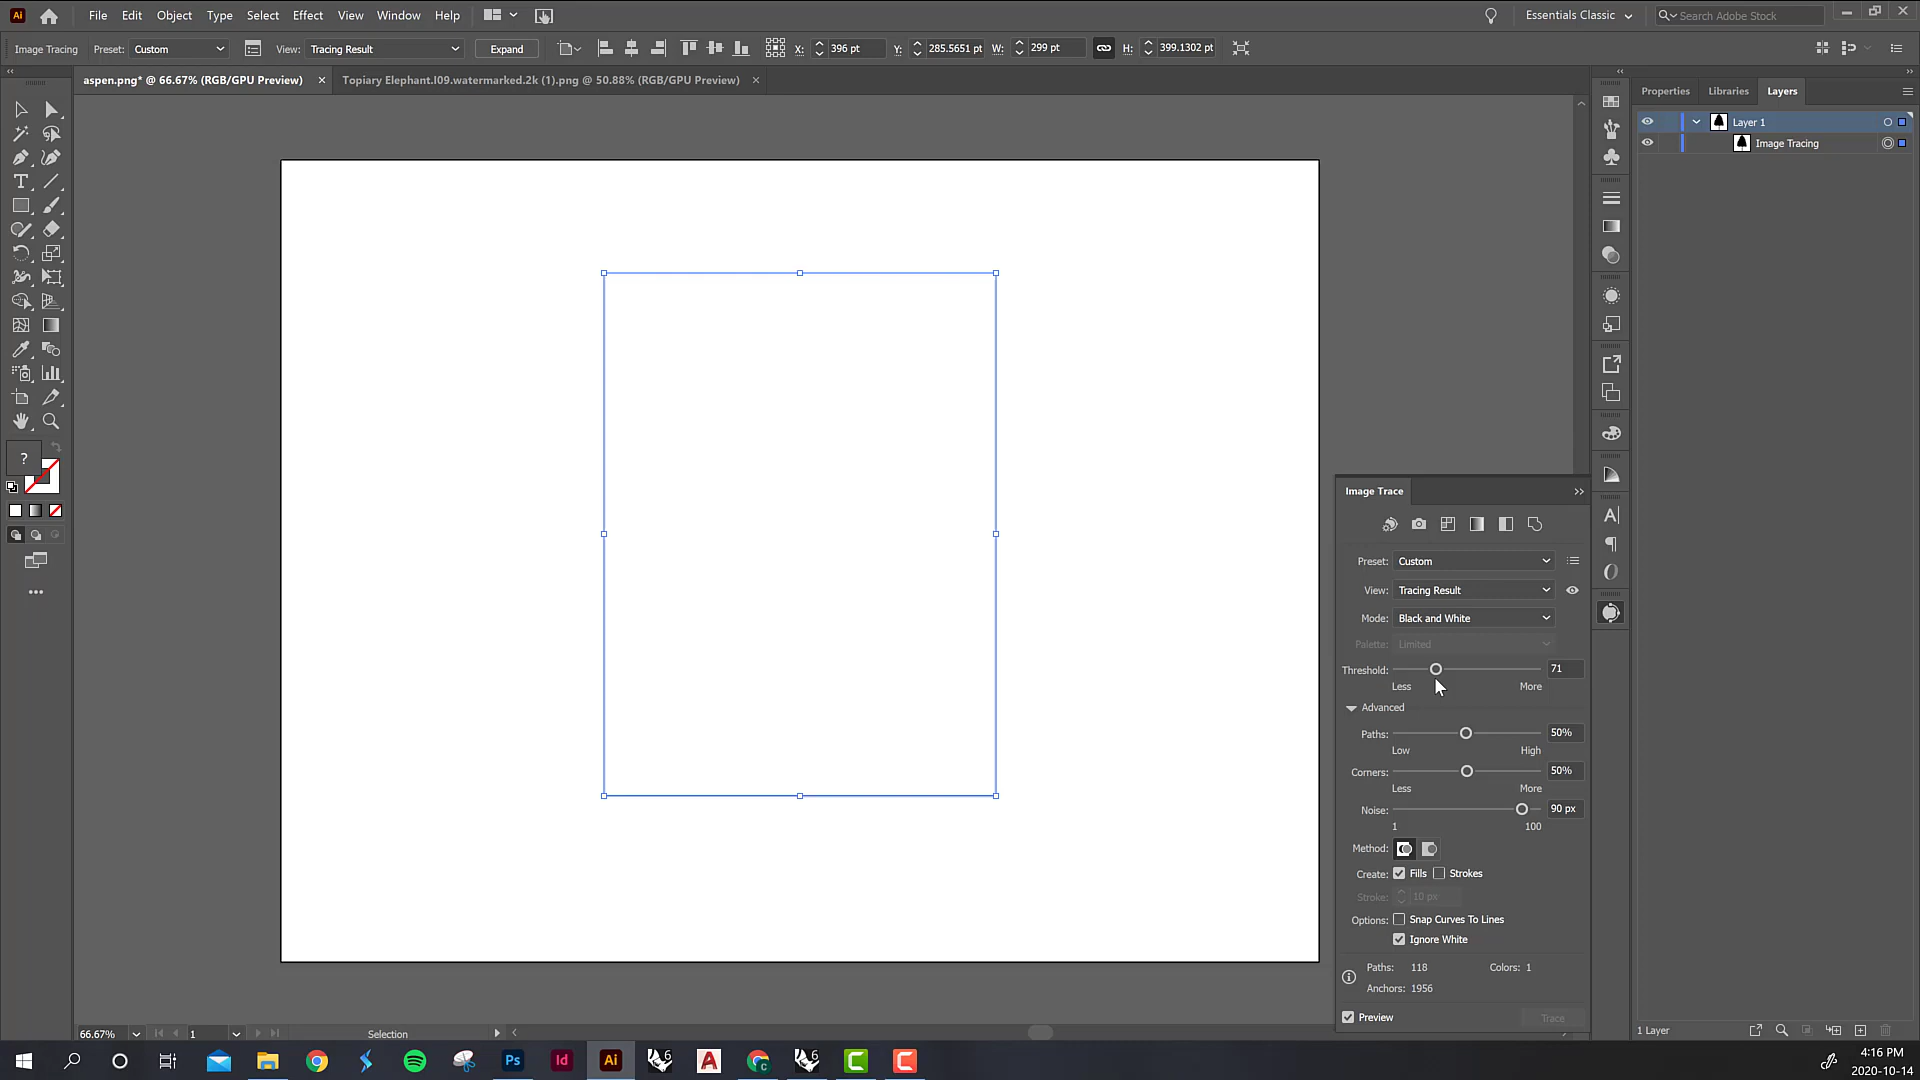 File Edit Object Type Select Effect View Window Help Essentials Classic Search Adobe Stock
Image Tracing Preset: Custom View: Tracing Result Expand X: 396 pt Y: 285.5651 pt W: 299 pt H: 399.1302 pt
aspen.png* @ 66.67% (RGB/GPU Preview) × Topiary Elephant.I09.watermarked.2k (1).png @ 50.88% (RGB/GPU Preview) ×
Properties Libraries Layers
Layer 1
Image Tracing
?
Image Trace
Preset: Custom
View: Tracing Result
Mode: Black and White
Palette: Limited
Threshold: 71
Less More
Advanced
Paths: 50%
Low High
Corners: 50%
Less More
Noise: 90 px
1 100
Method:
Create: Fills Strokes
Stroke: 10 px
Options: Snap Curves To Lines
Ignore White
Paths: 118 Colors: 1
Anchors: 1956
Preview Trace
66.67% 1 Selection
1 Layer
Ps Id Ai 6 A 6
4:16 PM
2020-10-14